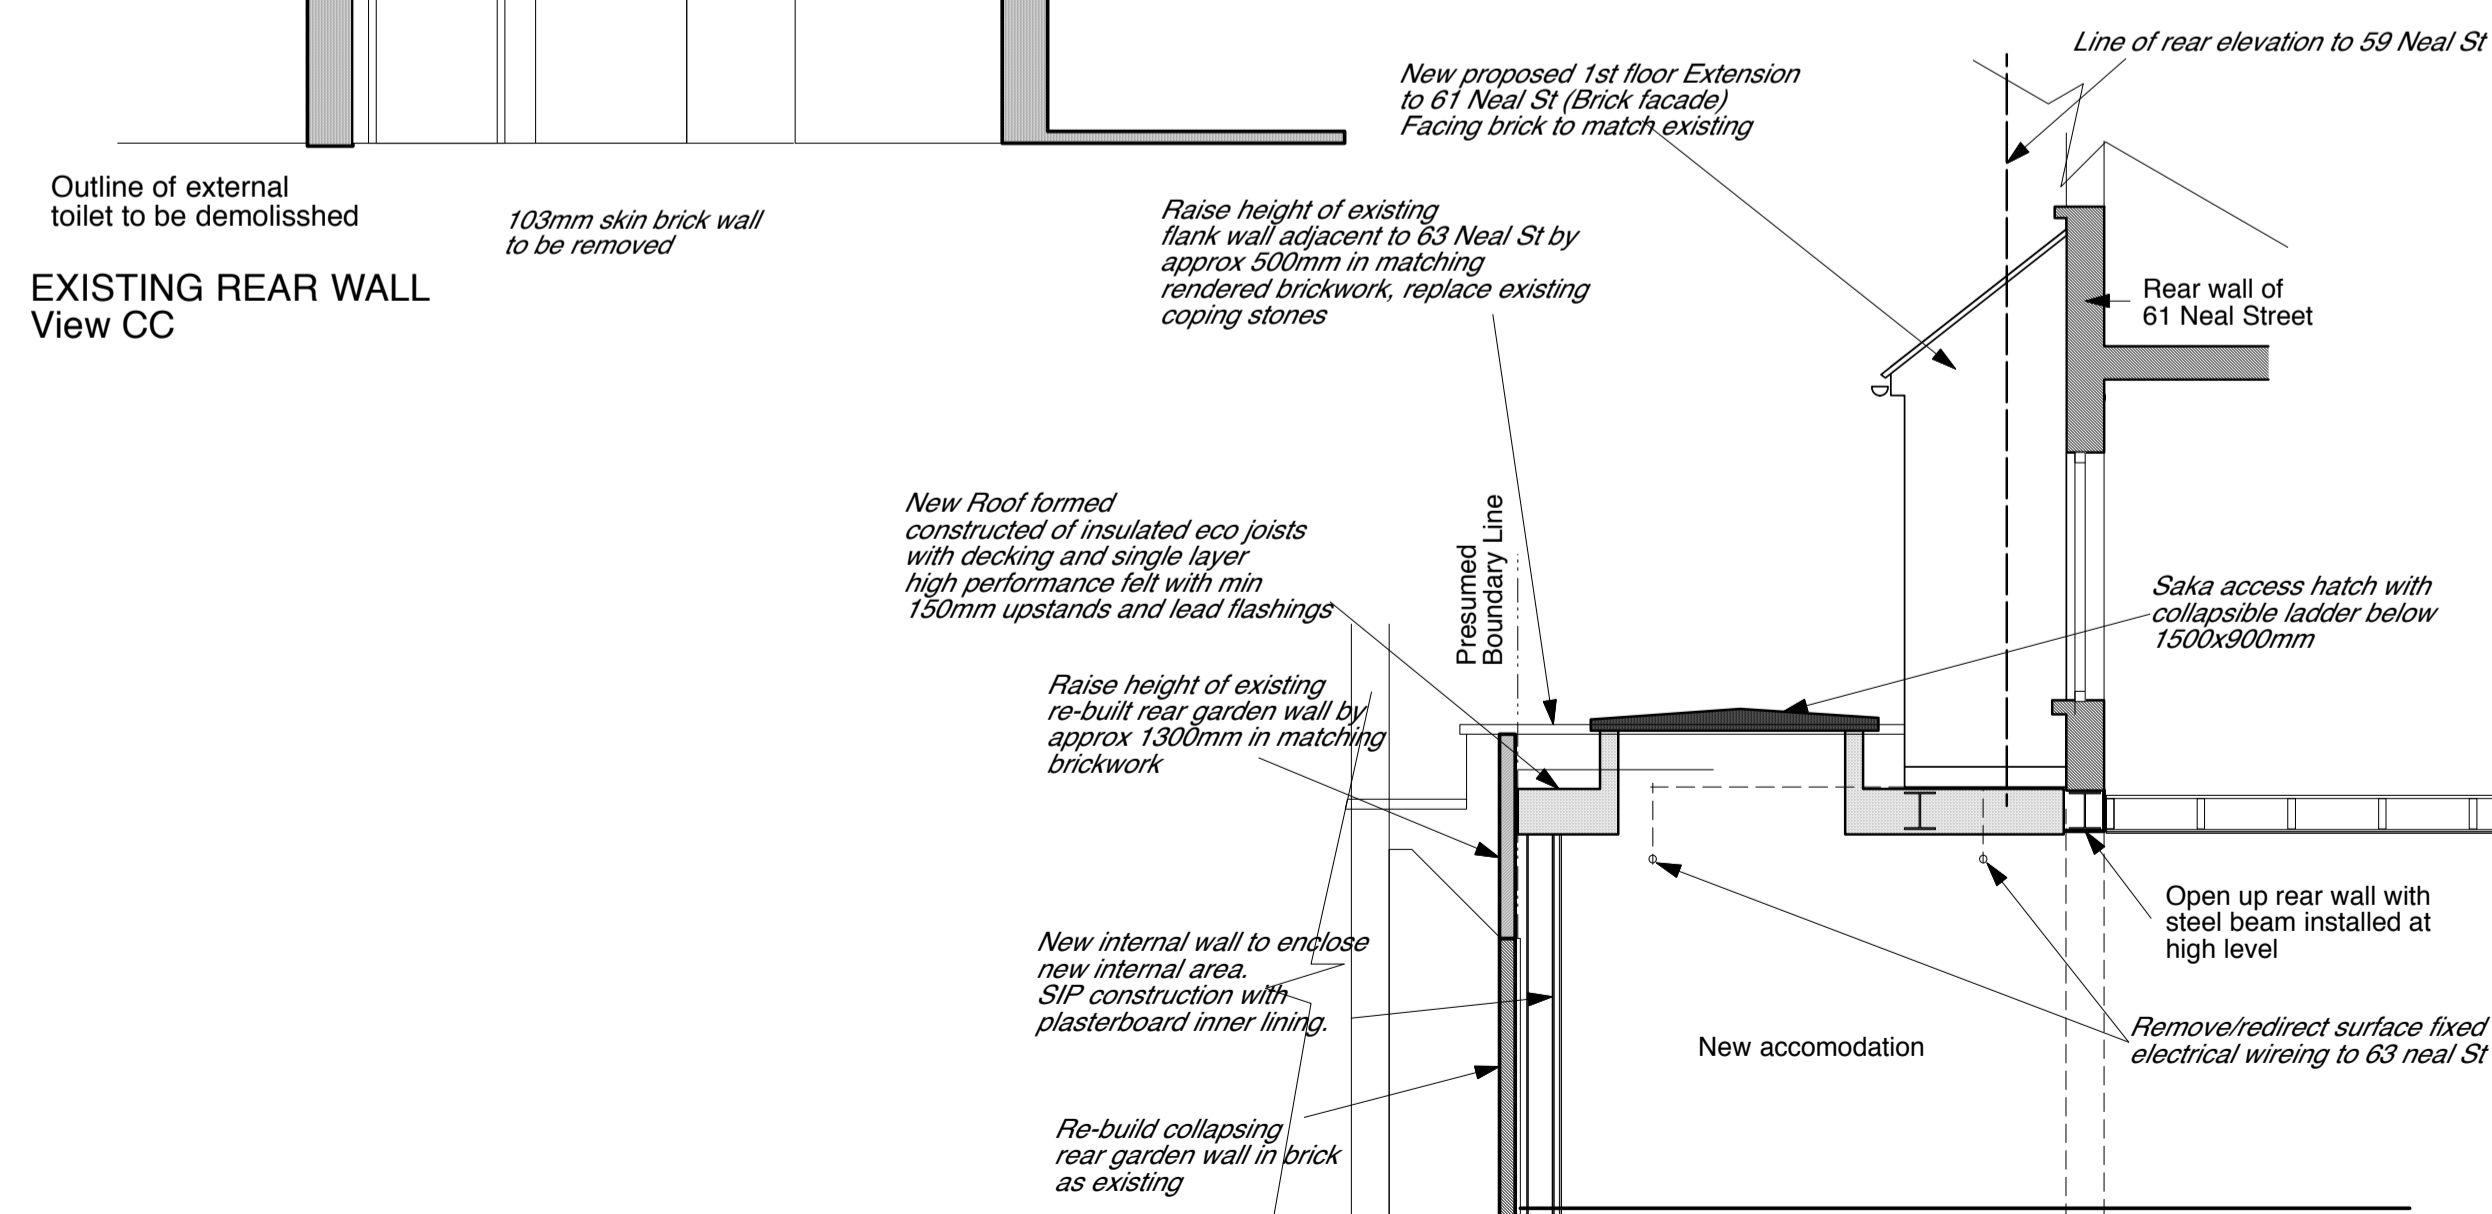 Line of rear elevation to 59 Neal St
New proposed 1st floor Extension
to 61 Neal St (Brick facade)
Facing brick to match existing
Outline of external
toilet to be demolisshed
103mm skin brick wall
to be removed
EXISTING REAR WALL
View CC
Raise height of existing
flank wall adjacent to 63 Neal St by
approx 500mm in matching
rendered brickwork, replace existing
coping stones
Rear wall of
61 Neal Street
New Roof formed
constructed of insulated eco joists
with decking and single layer
high performance felt with min
150mm upstands and lead flashings
Presumed
Boundary Line
Saka access hatch with
collapsible ladder below
1500x900mm
Raise height of existing
re-built rear garden wall by
approx 1300mm in matching
brickwork
Open up rear wall with
steel beam installed at
high level
New internal wall to enclose
new internal area.
SIP construction with
plasterboard inner lining.
New accomodation
Remove/redirect surface fixed
electrical wireing to 63 neal St
Re-build collapsing
rear garden wall in brick
as existing